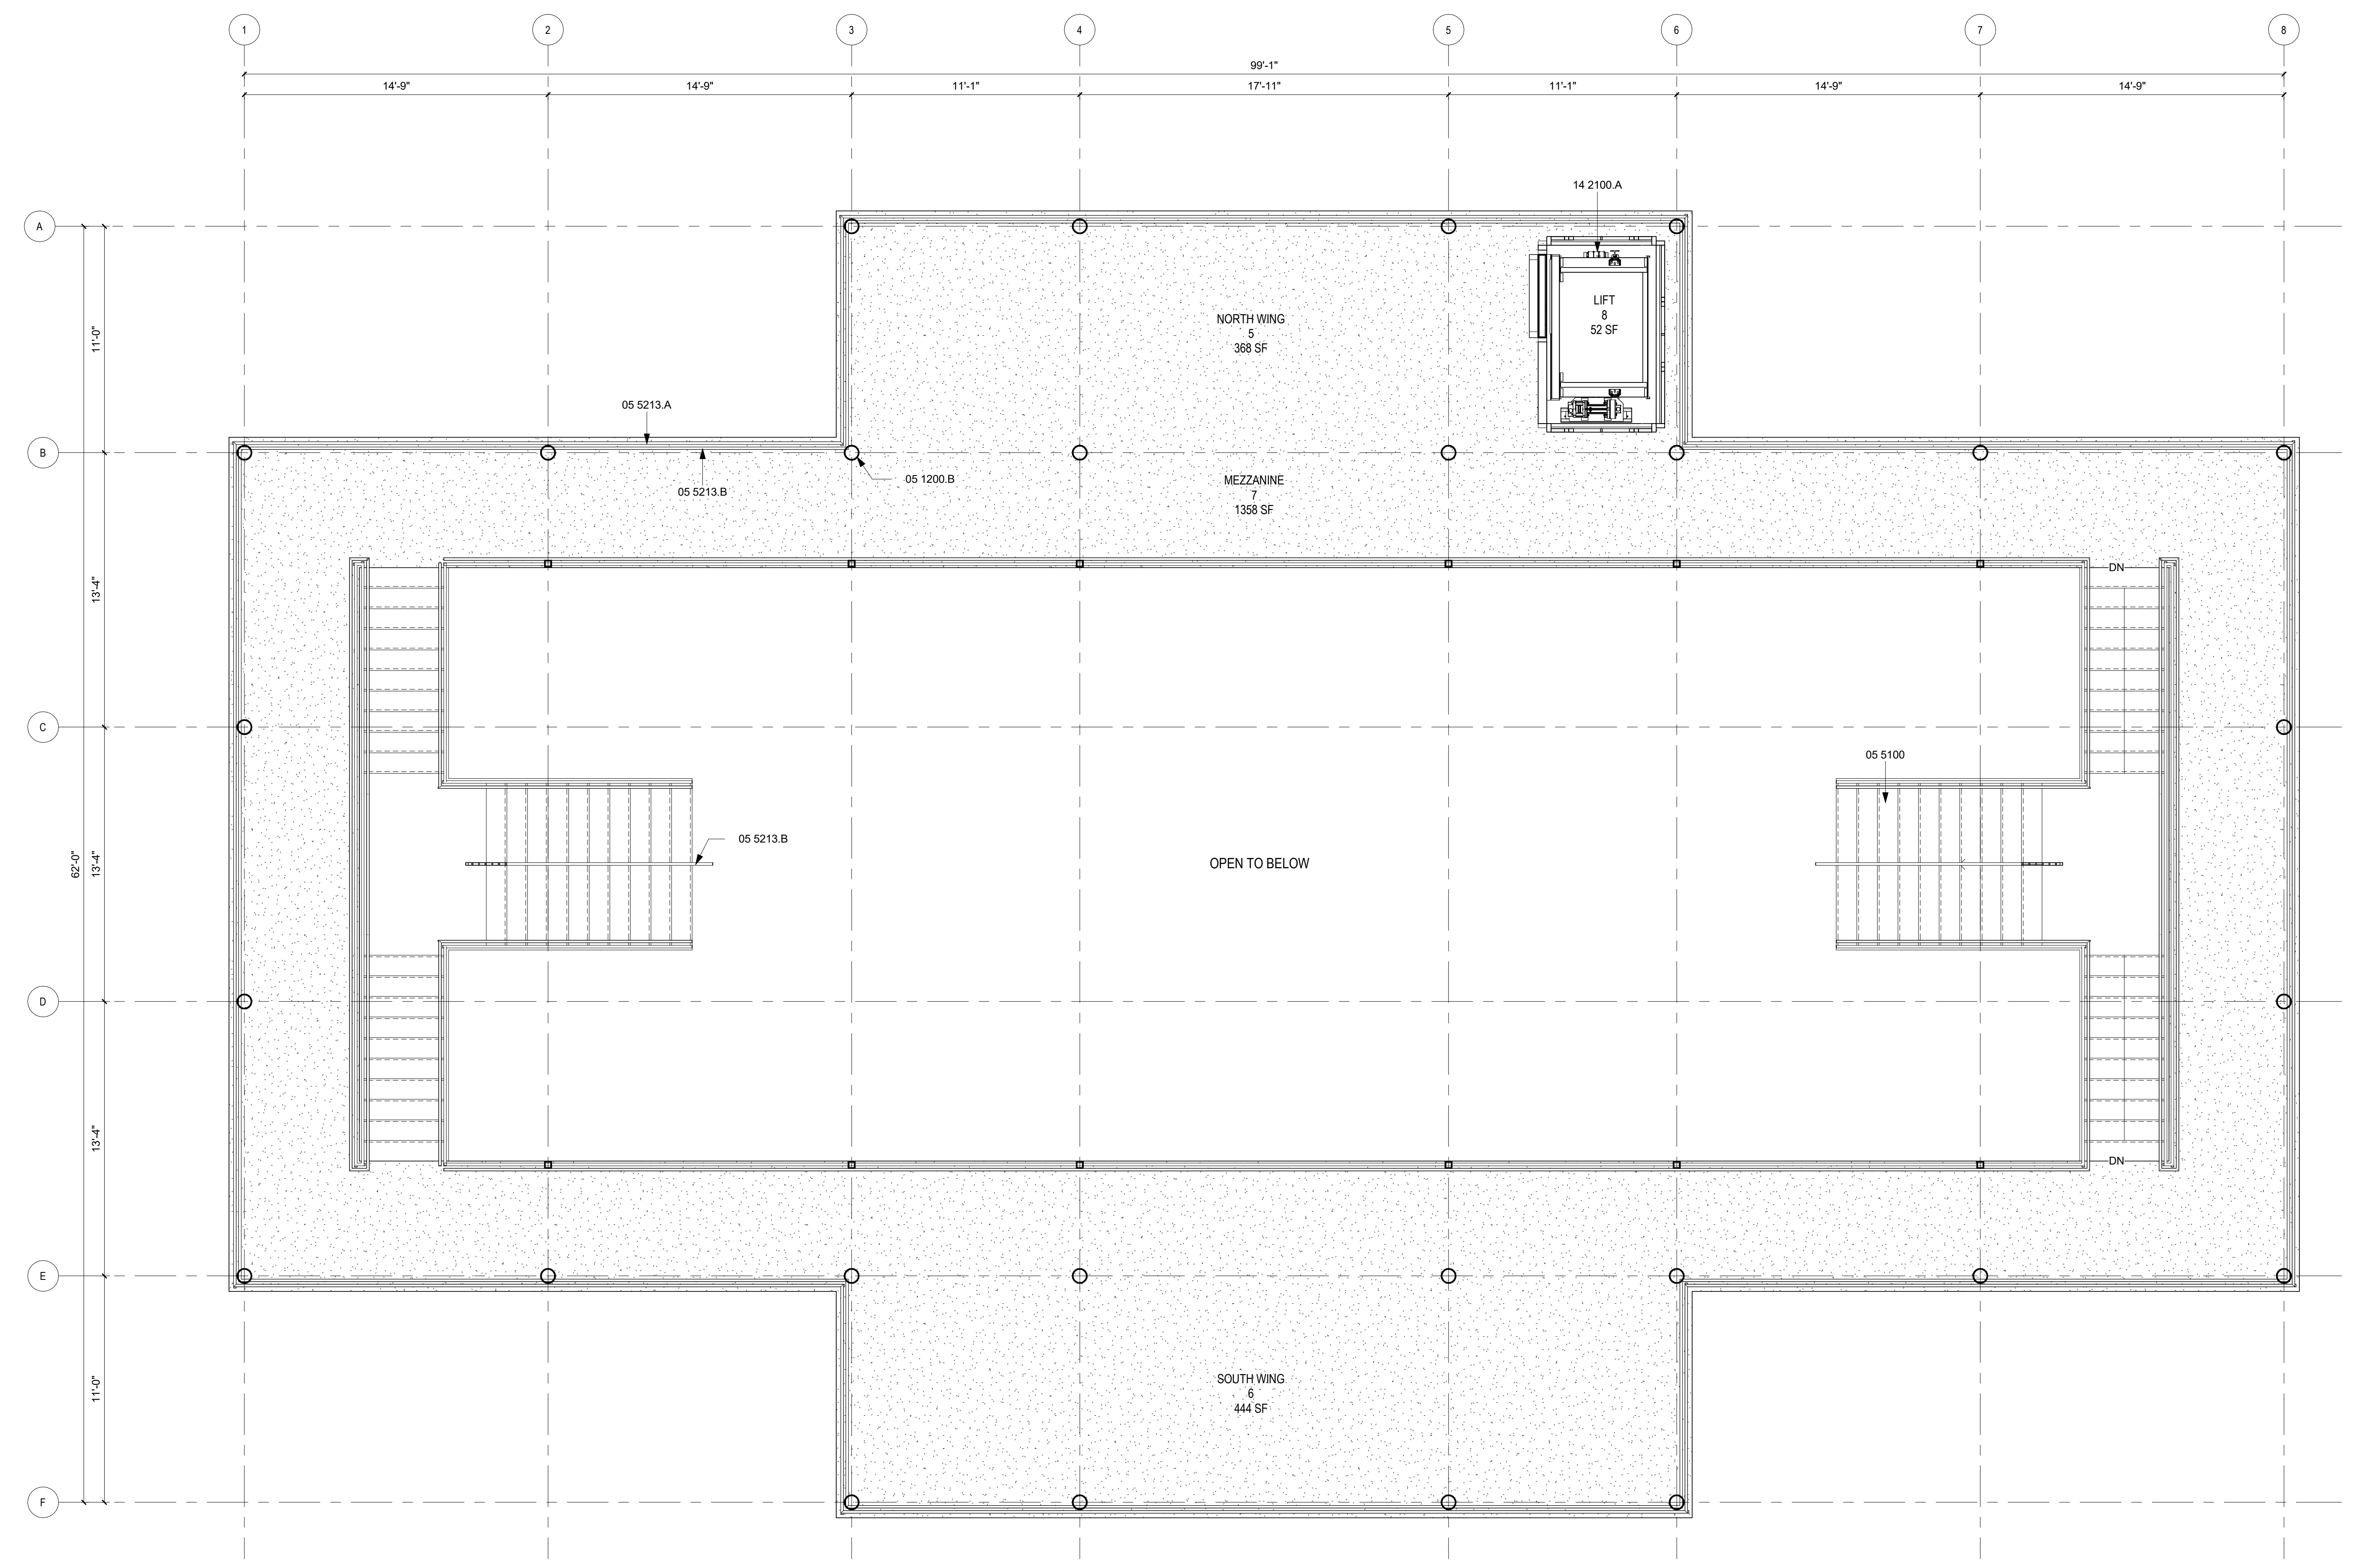 1 2 3 4 5 6 7 8
99'-1"
14'-9" 14'-9" 11'-1" 17'-11" 11'-1" 14'-9" 14'-9"
14 2100.A
A
LIFT
8
52 SF
NORTH WING
5
368 SF
11'-0"
05 5213.A
B
05 1200.B
05 5213.B
MEZZANINE
7
1358 SF
DN
13'-4"
C
05 5100
05 5213.B
OPEN TO BELOW
62'-0"
13'-4"
D
13'-4"
DN
E
SOUTH WING
6
444 SF
11'-0"
F